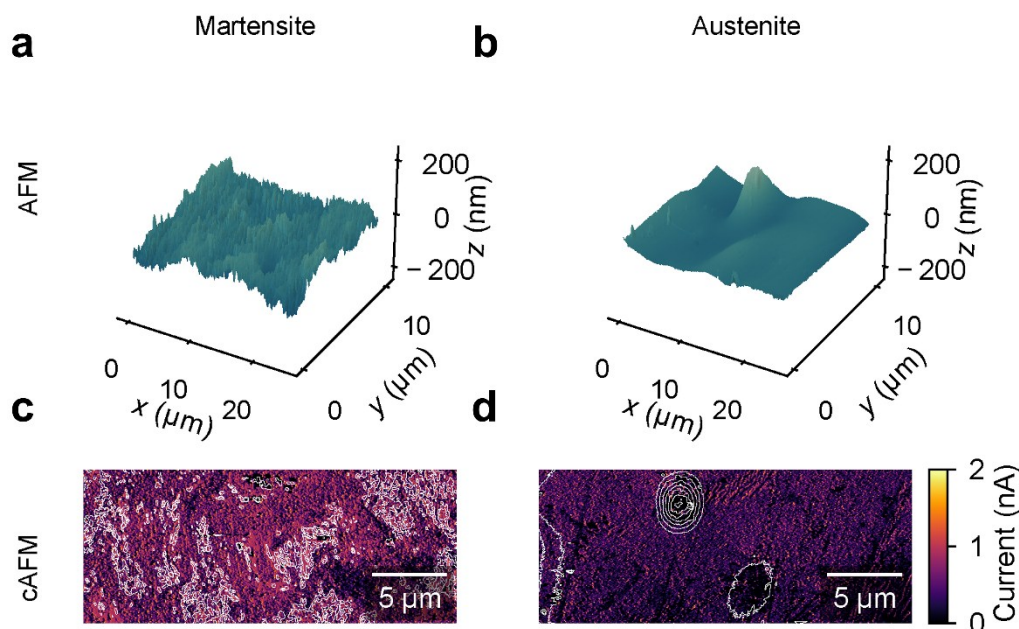 a
Martensite
b
Austenite
AFM
200
0
−200
z (nm)
0
10
20
x (µm)
0
10
y (µm)
200
0
−200
z (nm)
0
10
20
x (µm)
0
10
y (µm)
c
d
cAFM
5 µm
5 µm
2
1
0
Current (nA)